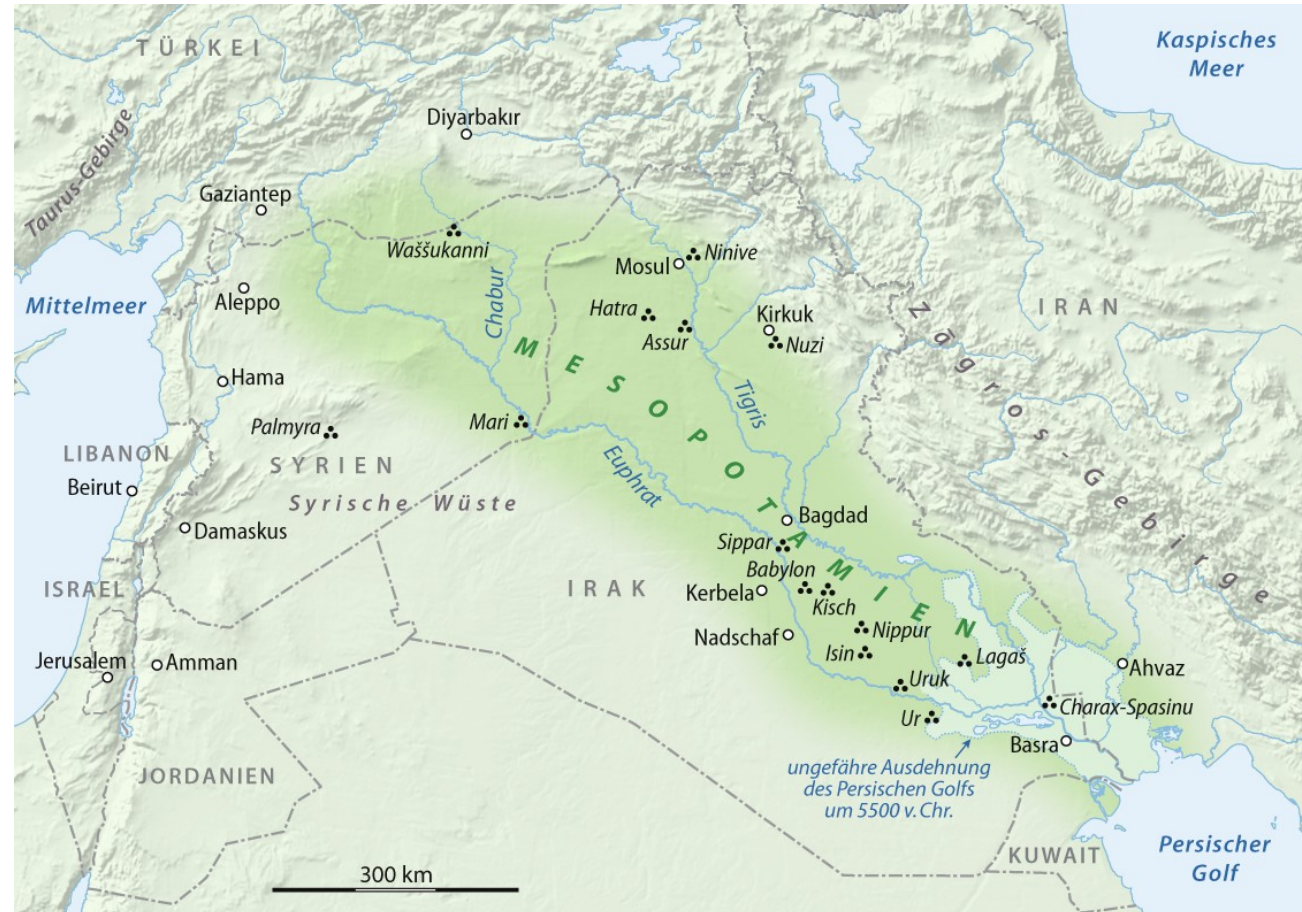 TÜRKEI
Kaspisches
Meer
Diyarbakır
Taurus-Gebirge
Gaziantep
Waššukanni
Ninive
Mosul
Mittelmeer
Aleppo
Chabur
Hatra
Assur
Kirkuk
Nuzi
IRAN
Zagros-Gebirge
MESOPOTAMIEN
Hama
Tigris
Palmyra
Mari
LIBANON
SYRIEN
Euphrat
Beirut
Syrische Wüste
Bagdad
Damaskus
Sippar
Babylon
ISRAEL
IRAK
Kerbela
Kisch
Nippur
Nadschaf
Isin
Lagaš
Jerusalem
Amman
Ahvaz
Uruk
Ur
Charax-Spasinu
Basra
JORDANIEN
ungefähre Ausdehnung
des Persischen Golfs
um 5500 v. Chr.
KUWAIT
Persischer
Golf
300 km